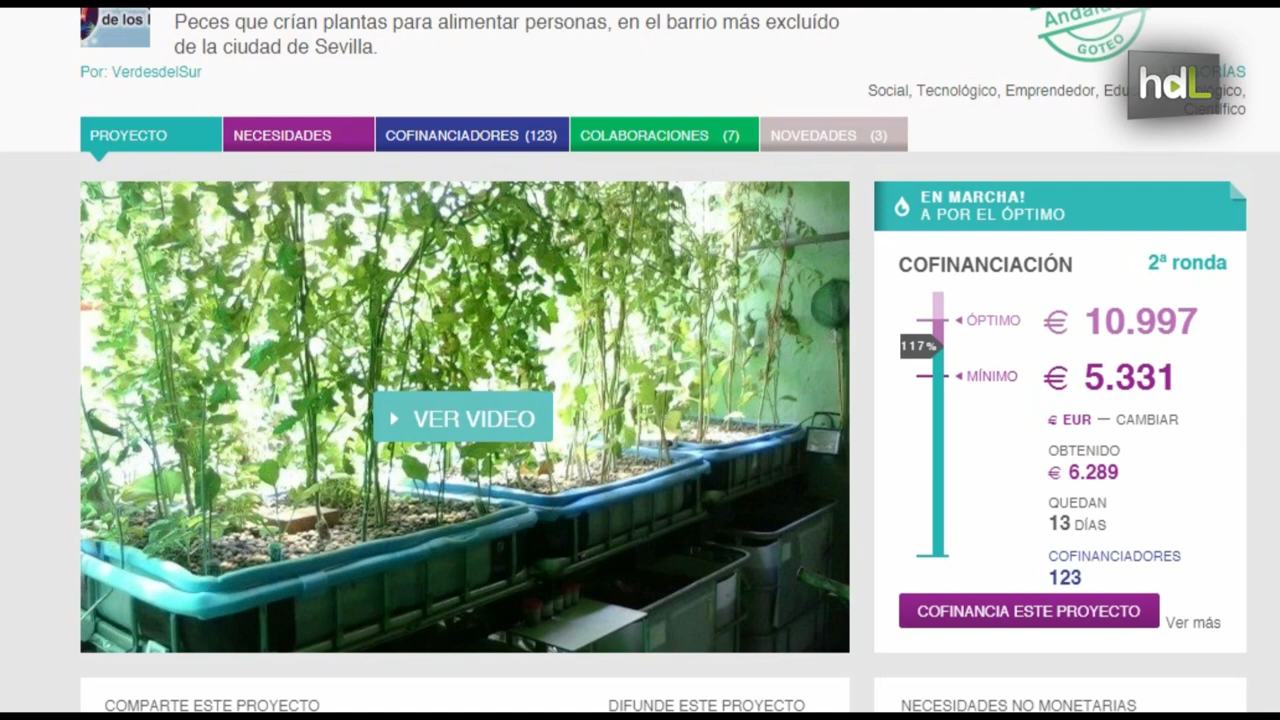 de los
Peces que crían plantas para alimentar personas, en el barrio más excluído
de la ciudad de Sevilla.
Por: VerdesdelSur
GOTEO
hdL
Social, Tecnológico, Emprendedor,
Científico
PROYECTO
NECESIDADES
COFINANCIADORES (123)
COLABORACIONES (7)
NOVEDADES (3)
VER VIDEO
EN MARCHA!
A POR EL ÓPTIMO
COFINANCIACIÓN
2ª ronda
ÓPTIMO € 10.997
117%
MÍNIMO € 5.331
€ EUR — CAMBIAR
OBTENIDO
€ 6.289
QUEDAN
13 DÍAS
COFINANCIADORES
123
COFINANCIA ESTE PROYECTO
Ver más
COMPARTE ESTE PROYECTO
DIFUNDE ESTE PROYECTO
NECESIDADES NO MONETARIAS